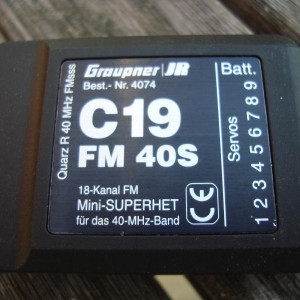 Graupner JR
Best.- Nr. 4074
C19
FM 40S
18-Kanal FM
Mini-SUPERHET
für das 40-MHz-Band
CE
Quarz R 40 MHz FMsss
Batt.
Servos
1 2 3 4 5 6 7 8 9